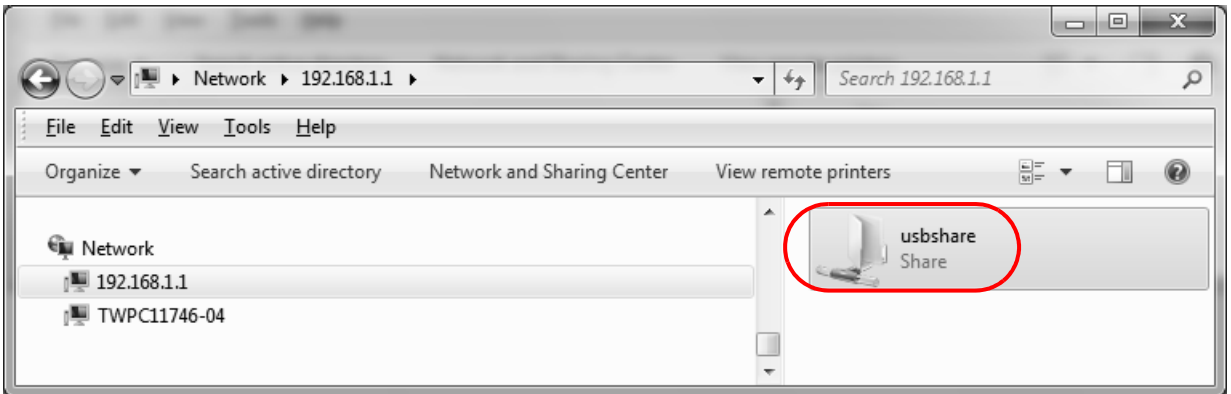 Network 192.168.1.1 Search 192.168.1.1
File Edit View Tools Help
Organize Search active directory Network and Sharing Center View remote printers
Network
192.168.1.1
TWPC11746-04
usbshare
Share